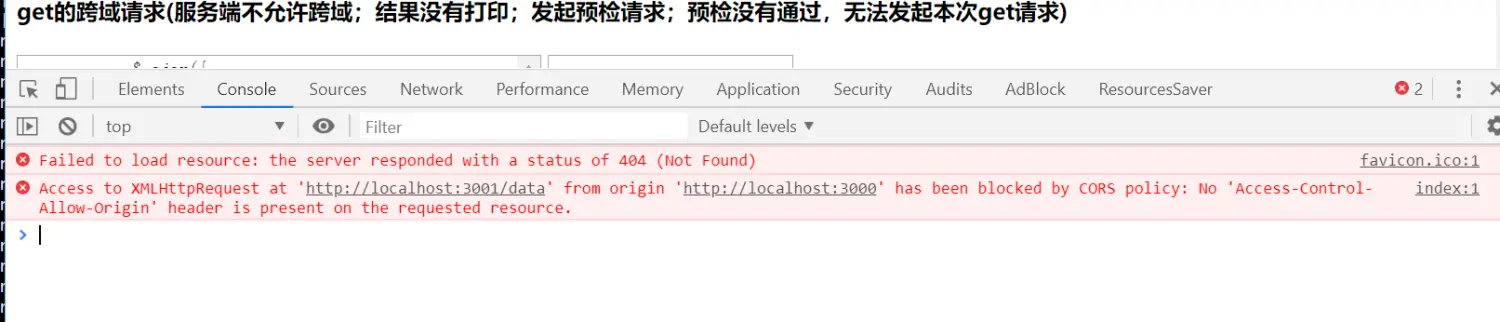 get的跨域请求(服务端不允许跨域；结果没有打印；发起预检请求；预检没有通过，无法发起本次get请求)
Elements Console Sources Network Performance Memory Application Security Audits AdBlock ResourcesSaver 2
top Filter Default levels
Failed to load resource: the server responded with a status of 404 (Not Found) favicon.ico:1
Access to XMLHttpRequest at 'http://localhost:3001/data' from origin 'http://localhost:3000' has been blocked by CORS policy: No 'Access-Control- index:1
Allow-Origin' header is present on the requested resource.